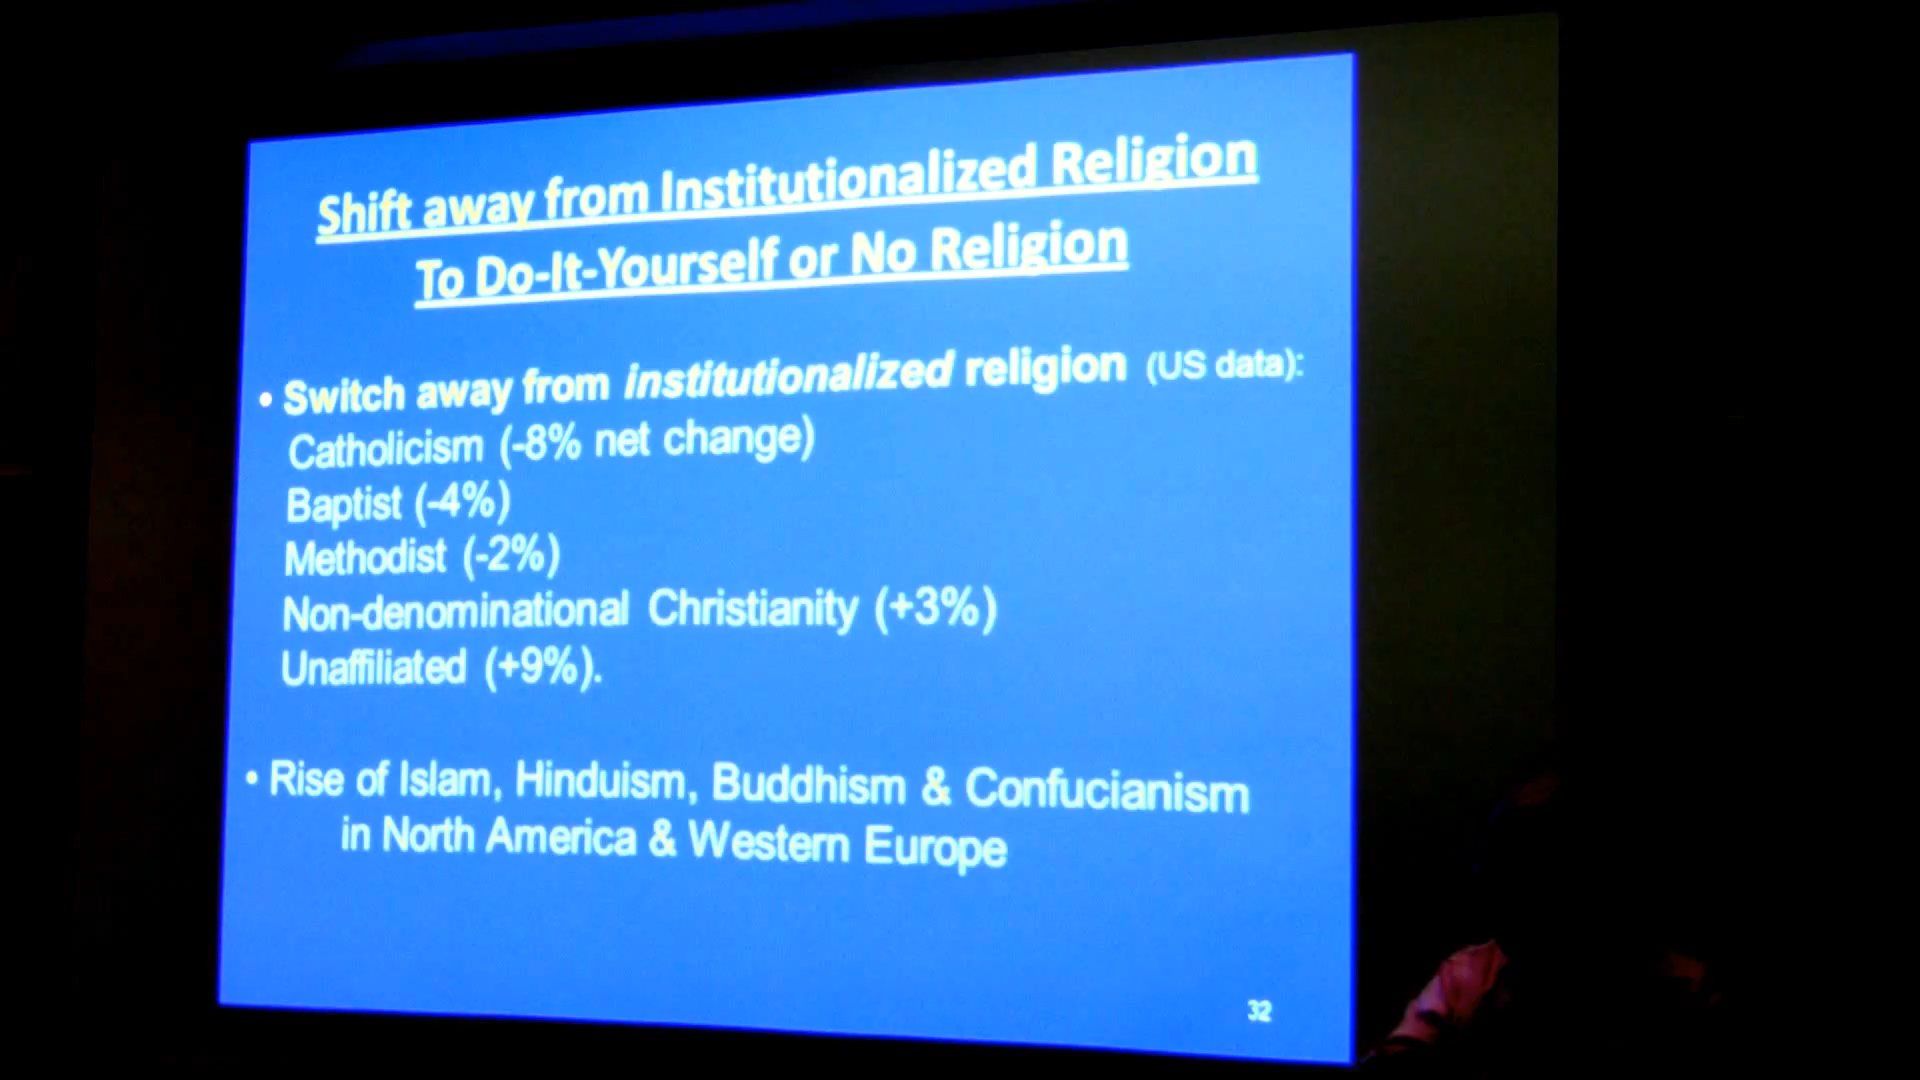 Shift away from Institutionalized Religion
To Do-It-Yourself or No Religion
• Switch away from institutionalized religion (US data):
Catholicism (-8% net change)
Baptist (-4%)
Methodist (-2%)
Non-denominational Christianity (+3%)
Unaffiliated (+9%).
• Rise of Islam, Hinduism, Buddhism & Confucianism
in North America & Western Europe
32